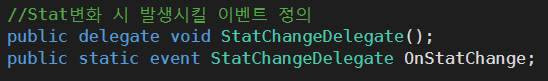 //Stat변화 시 발생시킬 이벤트 정의
public delegate void StatChangeDelegate();
public static event StatChangeDelegate OnStatChange;